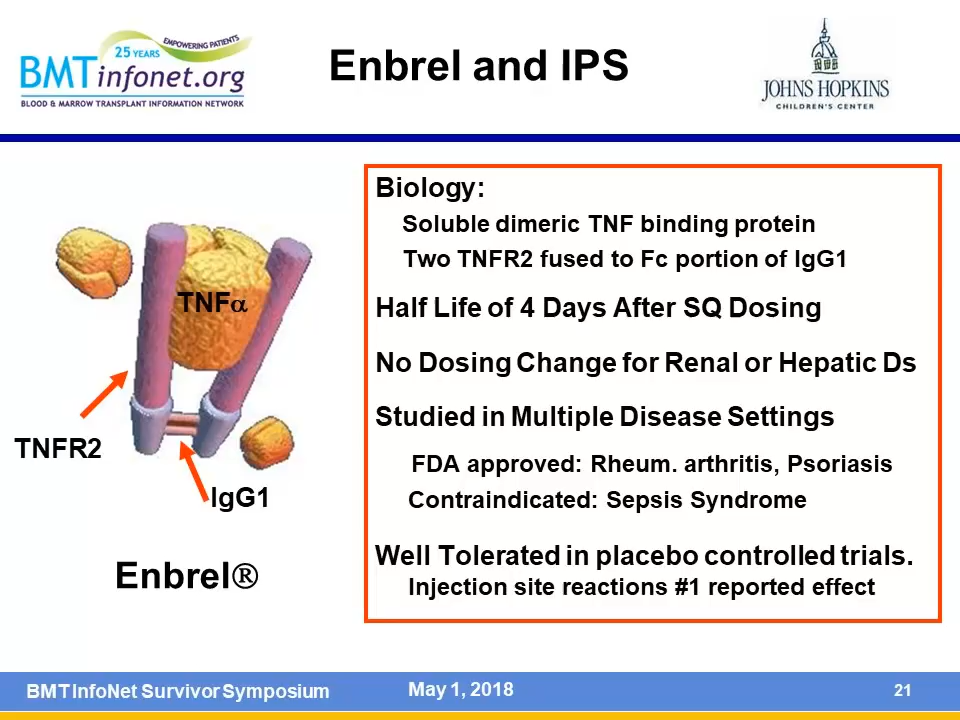 25 YEARS EMPOWERING PATIENTS
BMTinfonet.org
BLOOD & MARROW TRANSPLANT INFORMATION NETWORK
Enbrel and IPS
JOHNS HOPKINS
CHILDREN'S CENTER
TNFα
TNFR2
IgG1
Enbrel®
Biology:
Soluble dimeric TNF binding protein
Two TNFR2 fused to Fc portion of IgG1
Half Life of 4 Days After SQ Dosing
No Dosing Change for Renal or Hepatic Ds
Studied in Multiple Disease Settings
FDA approved: Rheum. arthritis, Psoriasis
Contraindicated: Sepsis Syndrome
Well Tolerated in placebo controlled trials.
Injection site reactions #1 reported effect
BMT InfoNet Survivor Symposium
May 1, 2018
21